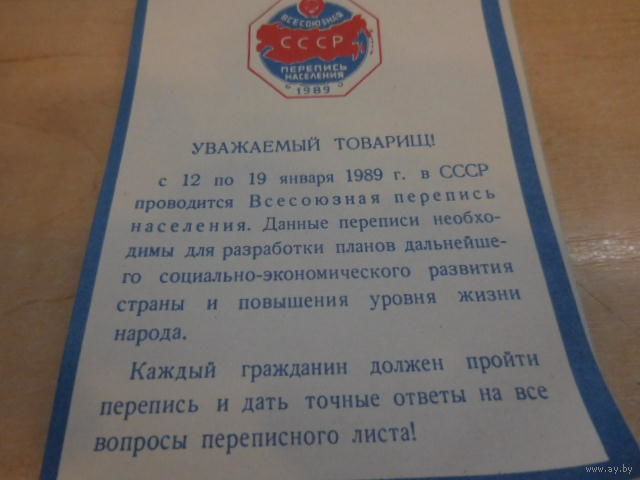 ВСЕСОЮЗНАЯ
СССР
ПЕРЕПИСЬ
НАСЕЛЕНИЯ
1989
УВАЖАЕМЫЙ ТОВАРИЩ!
с 12 по 19 января 1989 г. в СССР
проводится Всесоюзная перепись
населения. Данные переписи необхо-
димы для разработки планов дальнейше-
го социально-экономического развития
страны и повышения уровня жизни
народа.
Каждый гражданин должен пройти
перепись и дать точные ответы на все
вопросы переписного листа!
www.ay.by